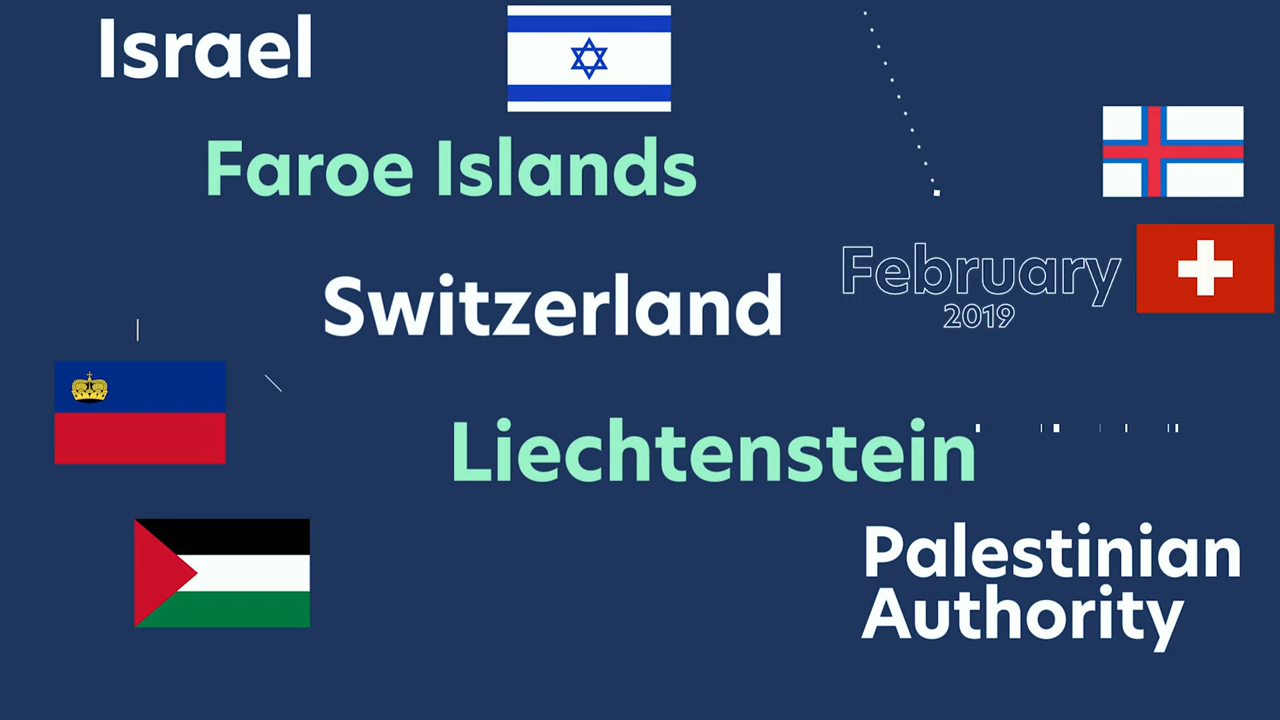 Israel
Faroe Islands
February
2019
Switzerland
Liechtenstein
Palestinian
Authority